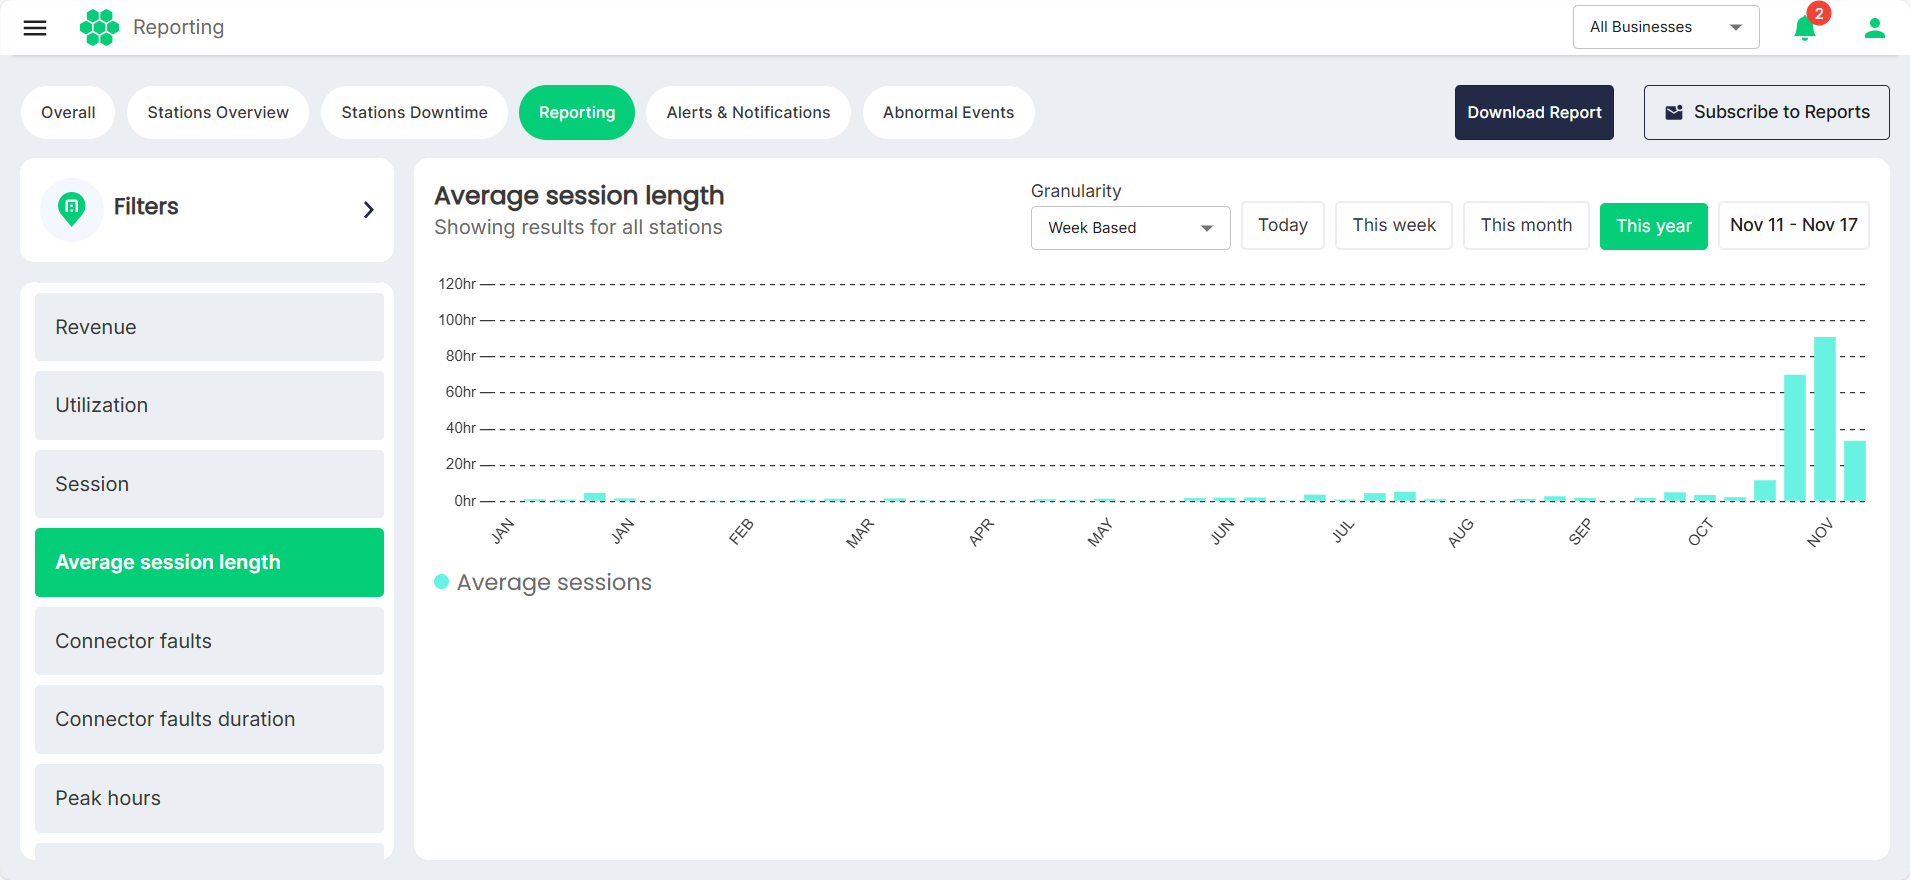 Reporting
All Businesses
2
Overall
Stations Overview
Stations Downtime
Reporting
Alerts & Notifications
Abnormal Events
Download Report
Subscribe to Reports
Filters
Revenue
Utilization
Session
Average session length
Connector faults
Connector faults duration
Peak hours
Average session length
Showing results for all stations
Granularity
Week Based
Today
This week
This month
This year
Nov 11 - Nov 17
120hr
100hr
80hr
60hr
40hr
20hr
0hr
JAN
JAN
FEB
MAR
APR
MAY
JUN
JUL
AUG
SEP
OCT
NOV
Average sessions